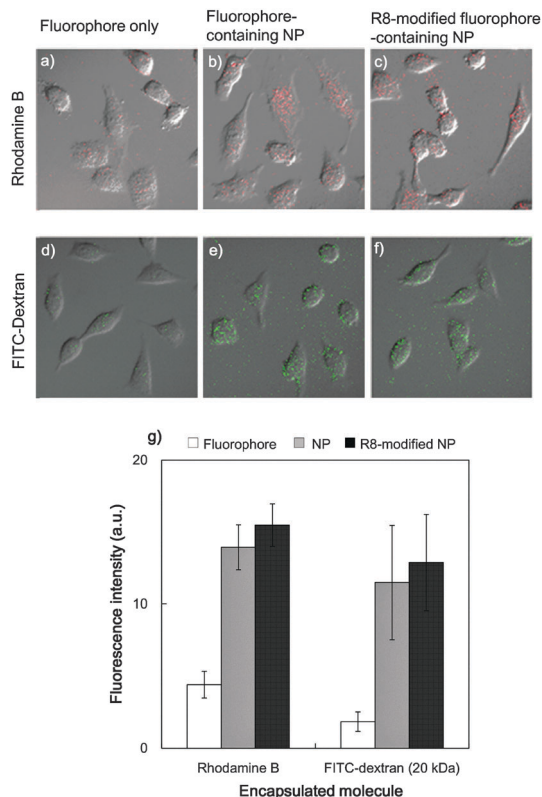 Fluorophore only
Fluorophore-
containing NP
R8-modified fluorophore
-containing NP
Rhodamine B
a)
b)
c)
FITC-Dextran
d)
e)
f)
g)
Fluorophore
NP
R8-modified NP
Fluorescence intensity (a.u.)
20
10
0
Rhodamine B
FITC-dextran (20 kDa)
Encapsulated molecule